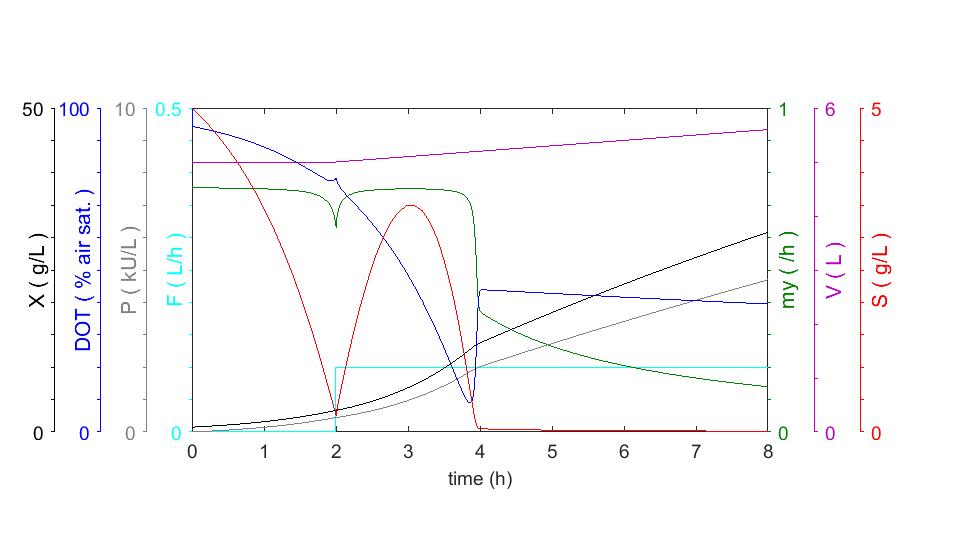 50 100 10 0.5 1 6 5
X ( g/L )
DOT ( % air sat. )
P ( kU/L )
F ( L/h )
my ( /h )
V ( L )
S ( g/L )
0 0 0 0 0 0 0
0 1 2 3 4 5 6 7 8
time (h)